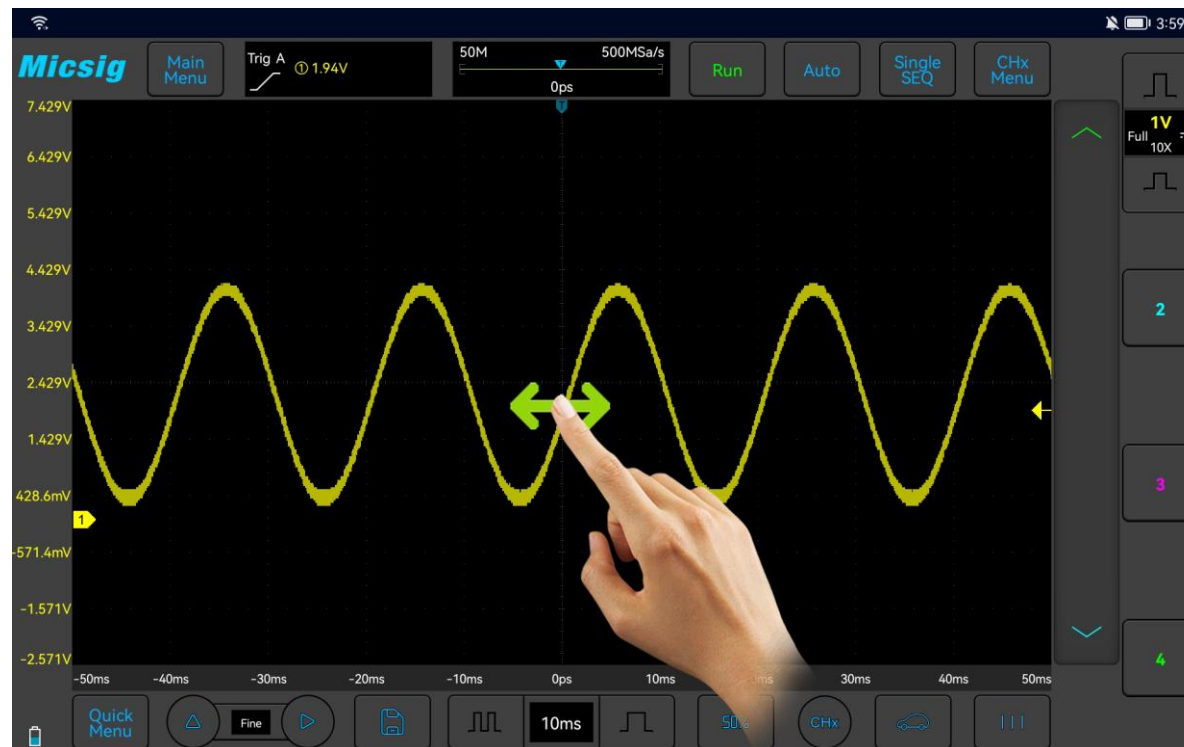 3:59
Micsig
Main
Menu
Trig A
① 1.94V
50M
500MSa/s
0ps
Run
Auto
Single
SEQ
CHx
Menu
T
7.429V
6.429V
5.429V
4.429V
3.429V
2.429V
1.429V
428.6mV
1
-571.4mV
-1.571V
-2.571V
1V
Full
10X
2
3
4
-50ms
-40ms
-30ms
-20ms
-10ms
0ps
10ms
30ms
40ms
50ms
Quick
Menu
Fine
10ms
50%
CHx